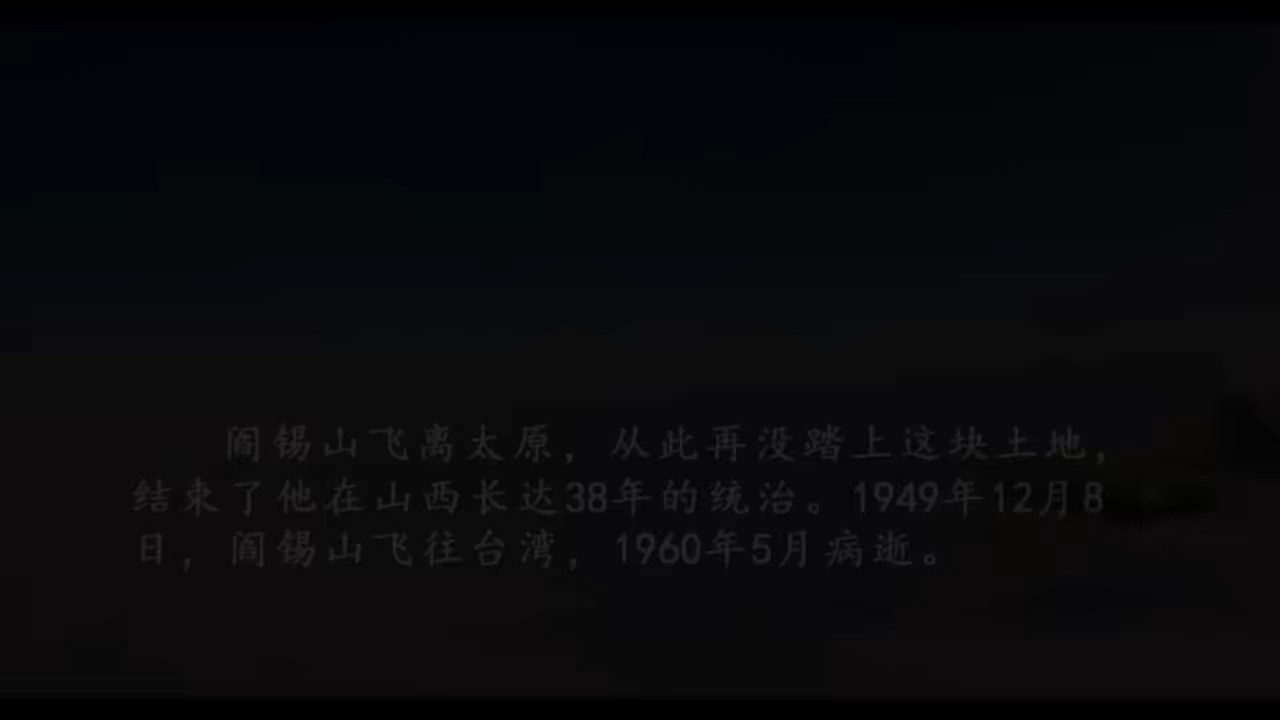 阎锡山飞离太原，从此再没踏上这块土地，
结束了他在山西长达38年的统治。1949年12月8
日，阎锡山飞往台湾，1960年5月病逝。